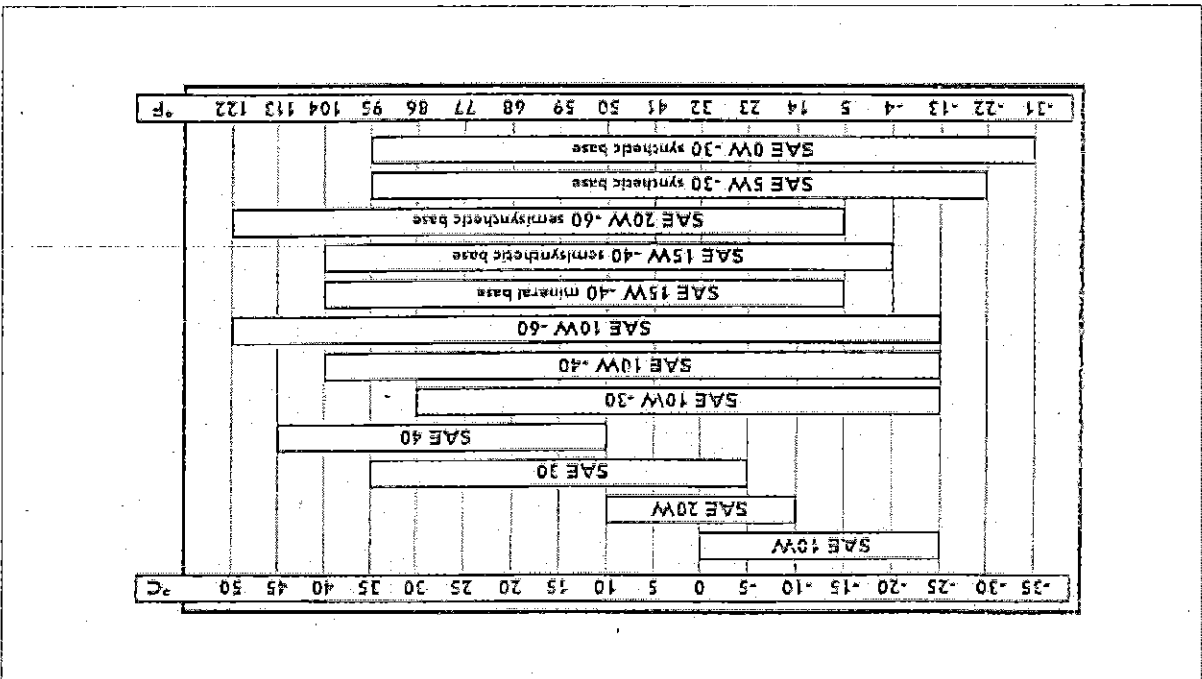 -35 -30 -25 -20 -15 -10 -5 0 5 10 15 20 25 30 35 40 45 50 °C
SAE 10W
SAE 20W
SAE 30
SAE 40
SAE 10W -30
SAE 10W -40
SAE 10W -60
SAE 15W -40 mineral base
SAE 15W -40 semisynthetic base
SAE 20W -60 semisynthetic base
SAE 5W -30 synthetic base
SAE 0W -30 synthetic base
-31 -22 -13 -4 5 14 23 32 41 50 59 68 77 86 95 104 113 122 °F